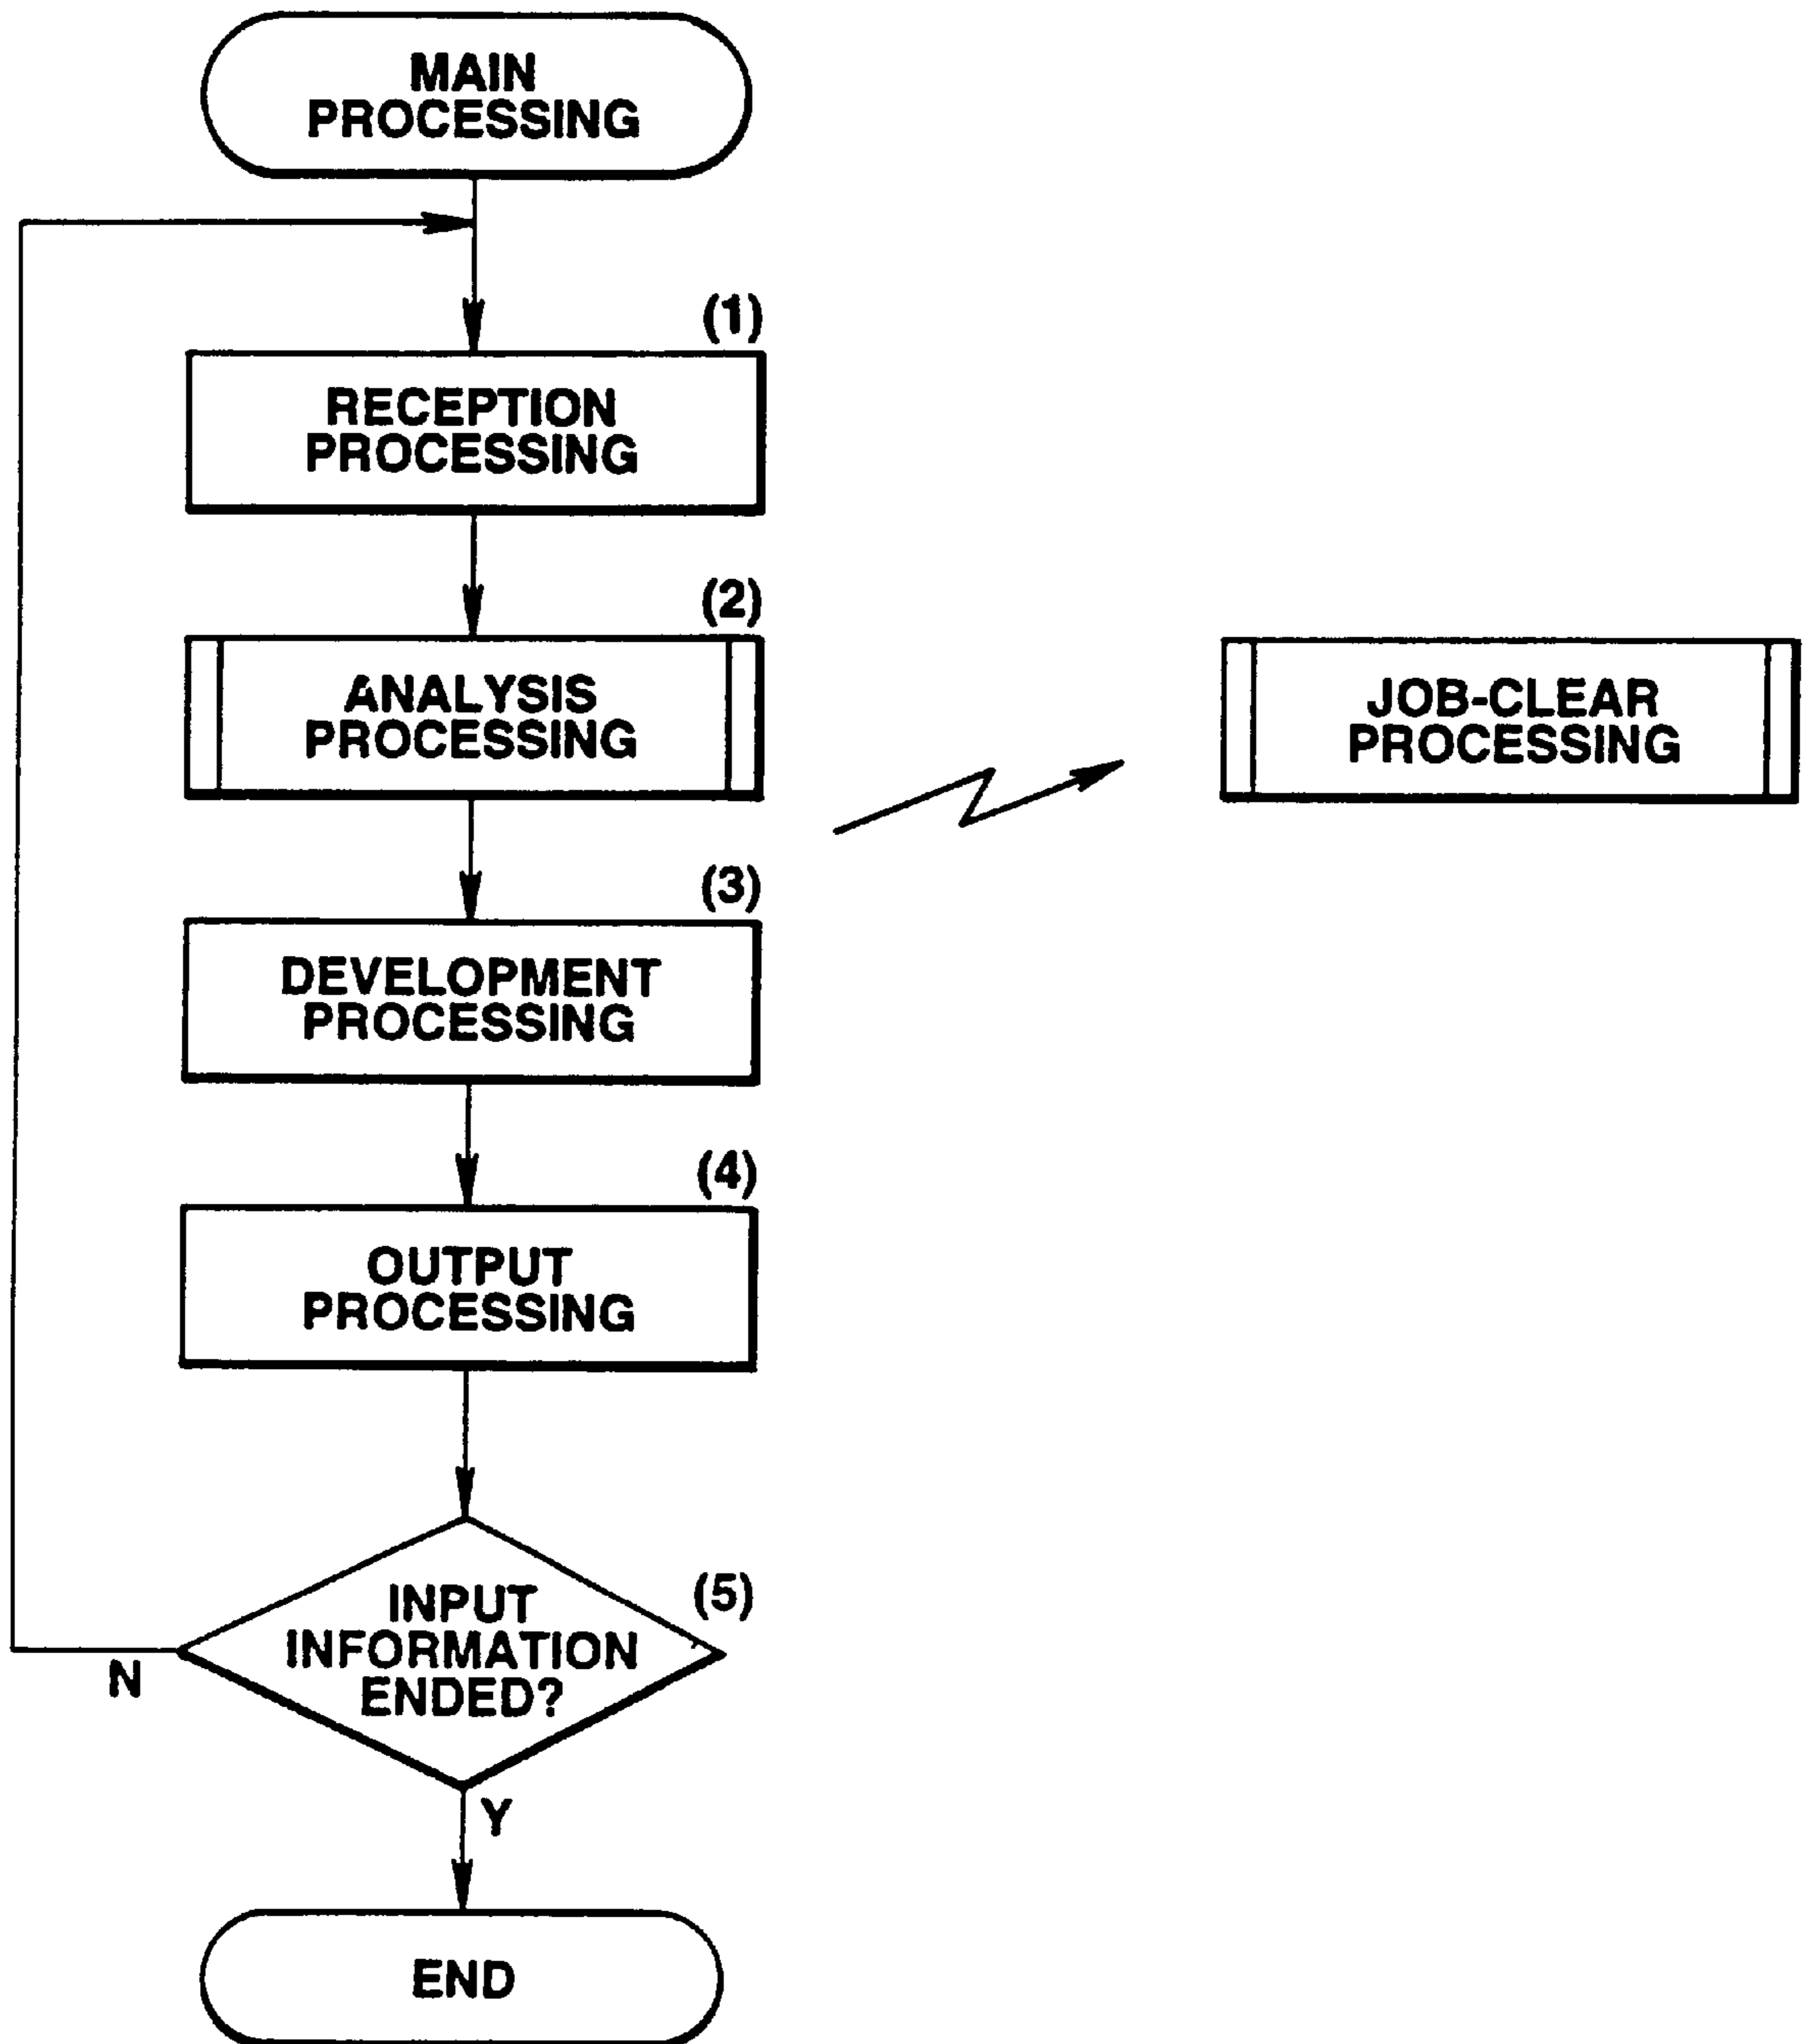 MAIN
PROCESSING
(1)
RECEPTION
PROCESSING
(2)
ANALYSIS
PROCESSING
JOB-CLEAR
PROCESSING
(3)
DEVELOPMENT
PROCESSING
(4)
OUTPUT
PROCESSING
(5)
INPUT
INFORMATION
ENDED?
N
Y
END